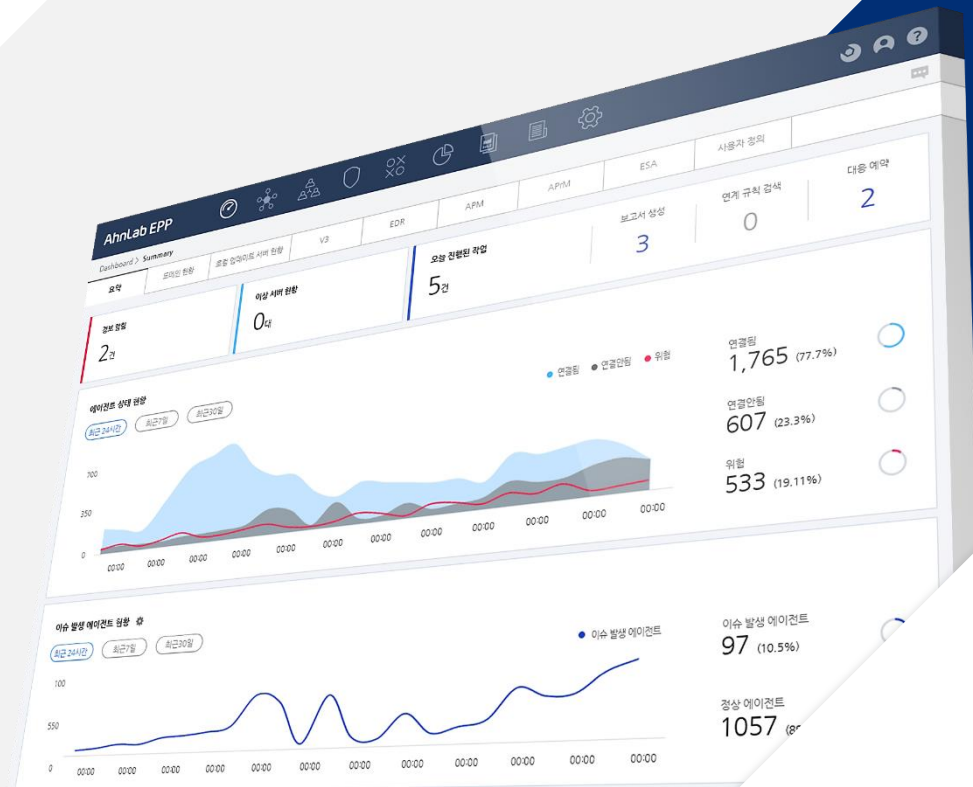 AhnLab EPP
Dashboard > Summary
요약
도메인 현황
로컬 업데이트 서버 현황
V3
EDR
APM
APrM
ESA
사용자 정의
경보 알림
2건
이상 서버 현황
0대
오늘 진행된 작업
5건
보고서 생성
3
연계 규칙 검색
0
대응 예약
2
에이전트 상태 현황
최근 24시간
최근7일
최근30일
연결됨
연결안됨
위험
700
350
0
00:00 00:00 00:00 00:00 00:00 00:00 00:00 00:00 00:00 00:00 00:00 00:00
연결됨
1,765 (77.7%)
연결안됨
607 (23.3%)
위험
533 (19.11%)
이슈 발생 에이전트 현황
최근 24시간
최근7일
최근30일
이슈 발생 에이전트
100
550
0
00:00 00:00 00:00 00:00 00:00 00:00 00:00 00:00 00:00 00:00 00:00 00:00 00:00
이슈 발생 에이전트
97 (10.5%)
정상 에이전트
1057